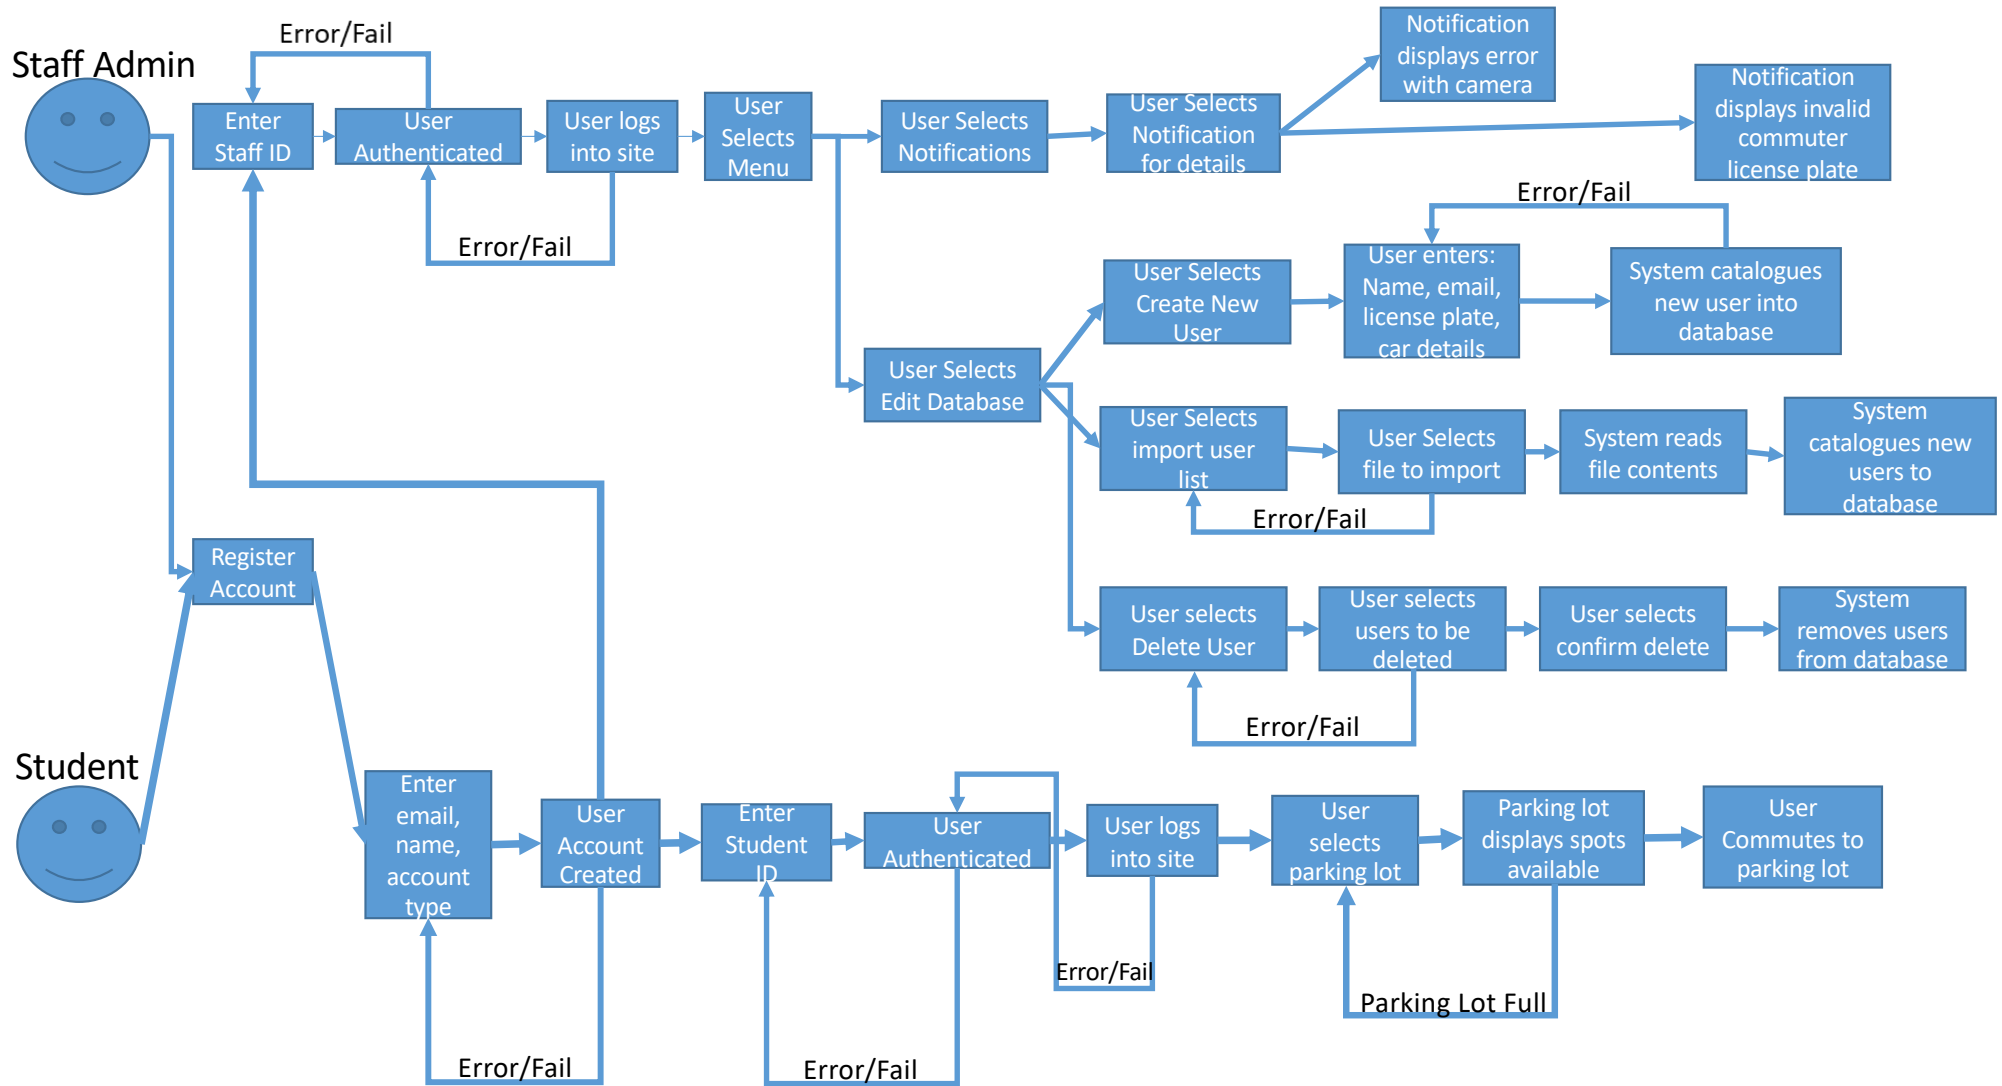 Error/Fail
Staff Admin
Enter
Staff ID
User
Authenticated
User logs
into site
User
Selects
Menu
User Selects
Notifications
User Selects
Notification
for details
Notification
displays error
with camera
Notification
displays invalid
commuter
license plate
Error/Fail
Error/Fail
User Selects
Create New
User
User enters:
Name, email,
license plate,
car details
System catalogues
new user into
database
User Selects
Edit Database
User Selects
import user
list
User Selects
file to import
System reads
file contents
System
catalogues new
users to
database
Error/Fail
Register
Account
User selects
Delete User
User selects
users to be
deleted
User selects
confirm delete
System
removes users
from database
Error/Fail
Student
Enter
email,
name,
account
type
User
Account
Created
Enter
Student
ID
User
Authenticated
User logs
into site
User
selects
parking lot
Parking lot
displays spots
available
User
Commutes to
parking lot
Error/Fail
Parking Lot Full
Error/Fail
Error/Fail